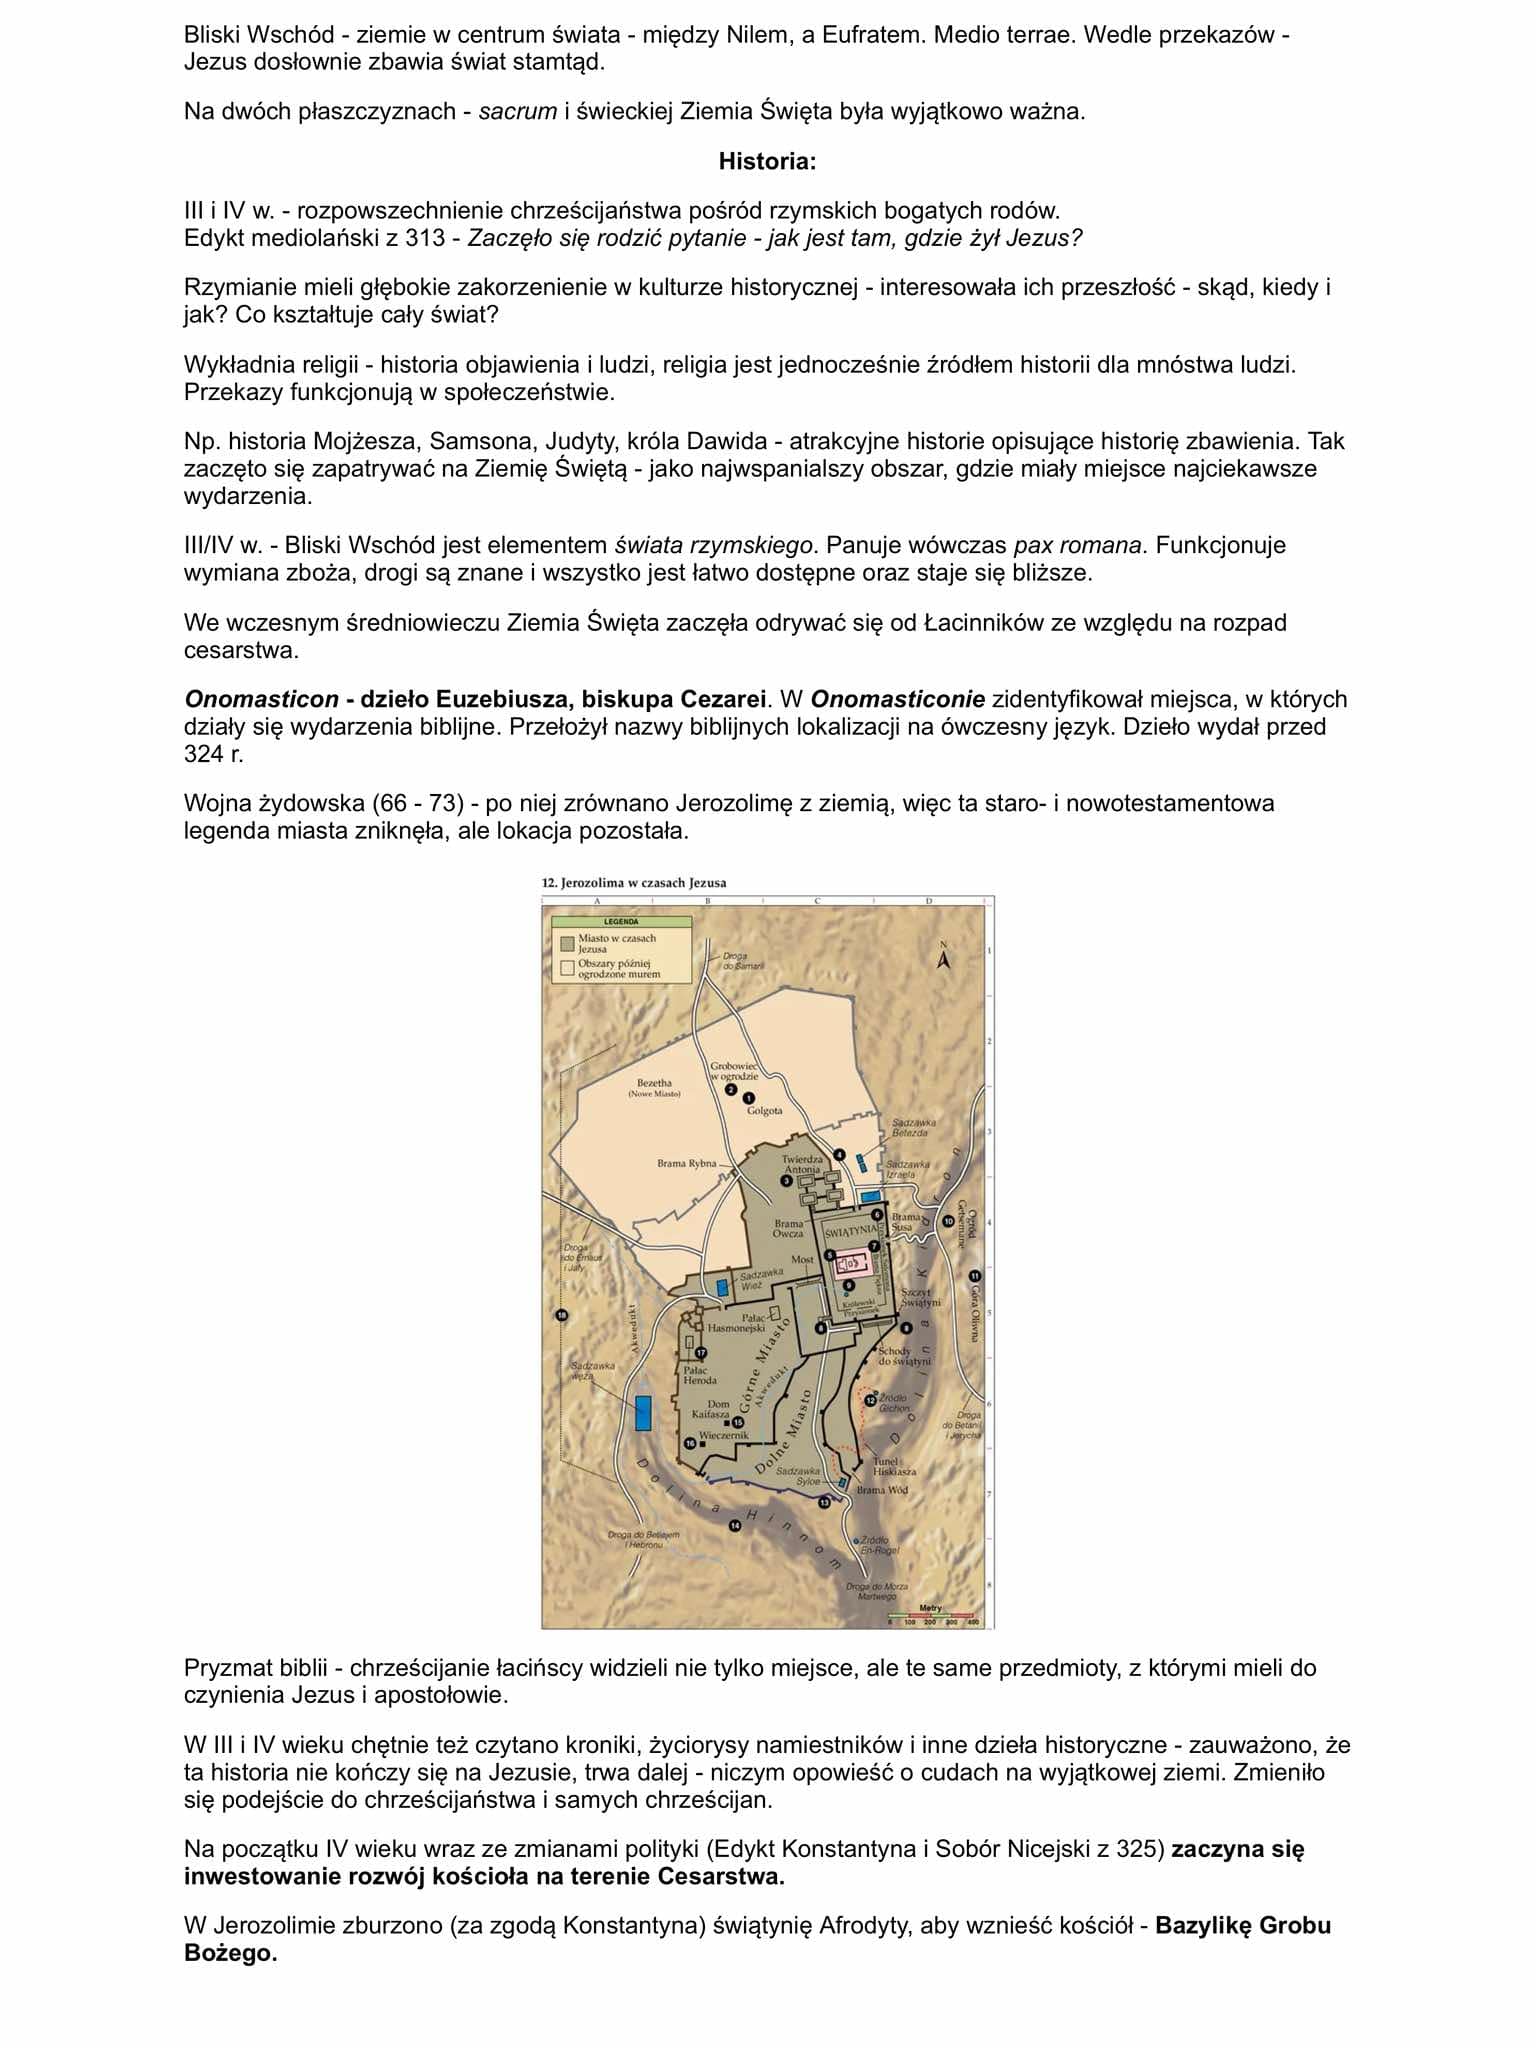 Bliski Wschód - ziemie w centrum świata - między Nilem, a Eufratem. Medio terrae. Wedle przekazów -
Jezus dosłownie zbawia świat stamtąd.
Na dwóch płaszczyznach - sacrum i świeckiej Ziemia Święta była wyjątkowo ważna.
Historia:
III i IV w. - rozpowszechnienie chrześcijaństwa pośród rzymskich bogatych rodów.
Edykt mediolański z 313 - Zaczęło się rodzić pytanie - jak jest tam, gdzie żył Jezus?
Rzymianie mieli głębokie zakorzenienie w kulturze historycznej - interesowała ich przeszłość - skąd, kiedy i
jak? Co kształtuje cały świat?
Wykładnia religii - historia objawienia i ludzi, religia jest jednocześnie źródłem historii dla mnóstwa ludzi.
Przekazy funkcjonują w społeczeństwie.
Np. historia Mojżesza, Samsona, Judyty, króla Dawida - atrakcyjne historie opisujące historię zbawienia. Tak
zaczęto się zapatrywać na Ziemię Świętą - jako najwspanialszy obszar, gdzie miały miejsce najciekawsze
wydarzenia.
III/IV w. - Bliski Wschód jest elementem świata rzymskiego. Panuje wówczas pax romana. Funkcjonuje
wymiana zboża, drogi są znane i wszystko jest łatwo dostępne oraz staje się bliższe.
We wczesnym średniowieczu Ziemia Święta zaczęła odrywać się od Łacinników ze względu na rozpad
cesarstwa.
Onomasticon - dzieło Euzebiusza, biskupa Cezarei. W Onomasticonie zidentyfikował miejsca, w których
działy się wydarzenia biblijne. Przełożył nazwy biblijnych lokalizacji na ówczesny język. Dzieło wydał przed
324 r.
Wojna żydowska (66 - 73) - po niej zrównano Jerozolimę z ziemią, więc ta staro- i nowotestamentowa
legenda miasta zniknęła, ale lokacja pozostała.
12. Jerozolima w czasach Jezusa
A B C D
LEGENDA
Miasto w czasach
Jezusa
Obszary później
ogrodzone murem
N
Droga
do Samarii
1
2
Grobowiec
w ogrodzie
Bezetha
(Nowe Miasto)
2
1
Golgota
Sadzawka
Betezda
3
Brama Rybna
Twierdza
Antonia
4
3
Sadzawka
Izraela
Brama
Owcza
ŚWIĄTYNIA
6
Brama
Susa
10
Ogród
Getsemane
4
Droga
do Emaus
i Jafy
Most
5
7
9
Sadzawka
Wież
11
Góra Oliwna
Królewski
Przysionek
Szczyt
Świątyni
5
18
Akwedukt
Pałac
Hasmonejski
8
8
Schody
do świątyni
17
Pałac
Heroda
Sadzawka
węża
Górne Miasto
Akwedukt
Dolne Miasto
Dom
Kaifasza
15
12
Źródło
Gichon
6
Droga
do Betanii
i Jerycha
16
Wieczernik
Dolina Kidron
Tunel
Hiskiasza
Sadzawka
Syloe
Brama Wód
7
13
Dolina Hinnom
14
Droga do Betlejem
i Hebronu
Źródło
En-Rogel
Droga do Morza
Martwego
8
Metry
0 100 200 300 400
Pryzmat biblii - chrześcijanie łacińscy widzieli nie tylko miejsce, ale te same przedmioty, z którymi mieli do
czynienia Jezus i apostołowie.
W III i IV wieku chętnie też czytano kroniki, życiorysy namiestników i inne dzieła historyczne - zauważono, że
ta historia nie kończy się na Jezusie, trwa dalej - niczym opowieść o cudach na wyjątkowej ziemi. Zmieniło
się podejście do chrześcijaństwa i samych chrześcijan.
Na początku IV wieku wraz ze zmianami polityki (Edykt Konstantyna i Sobór Nicejski z 325) zaczyna się
inwestowanie rozwój kościoła na terenie Cesarstwa.
W Jerozolimie zburzono (za zgodą Konstantyna) świątynię Afrodyty, aby wznieść kościół - Bazylikę Grobu
Bożego.